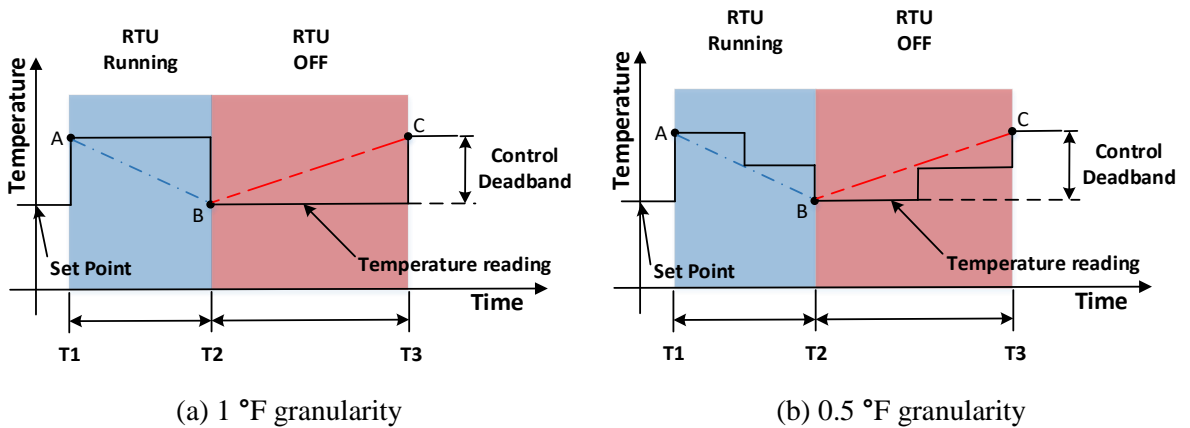 RTU
Running
RTU
OFF
Temperature
A
B
C
Control
Deadband
Set Point
Temperature reading
Time
T1
T2
T3
(a) 1 °F granularity
RTU
Running
RTU
OFF
Temperature
A
B
C
Control
Deadband
Set Point
Temperature reading
Time
T1
T2
T3
(b) 0.5 °F granularity